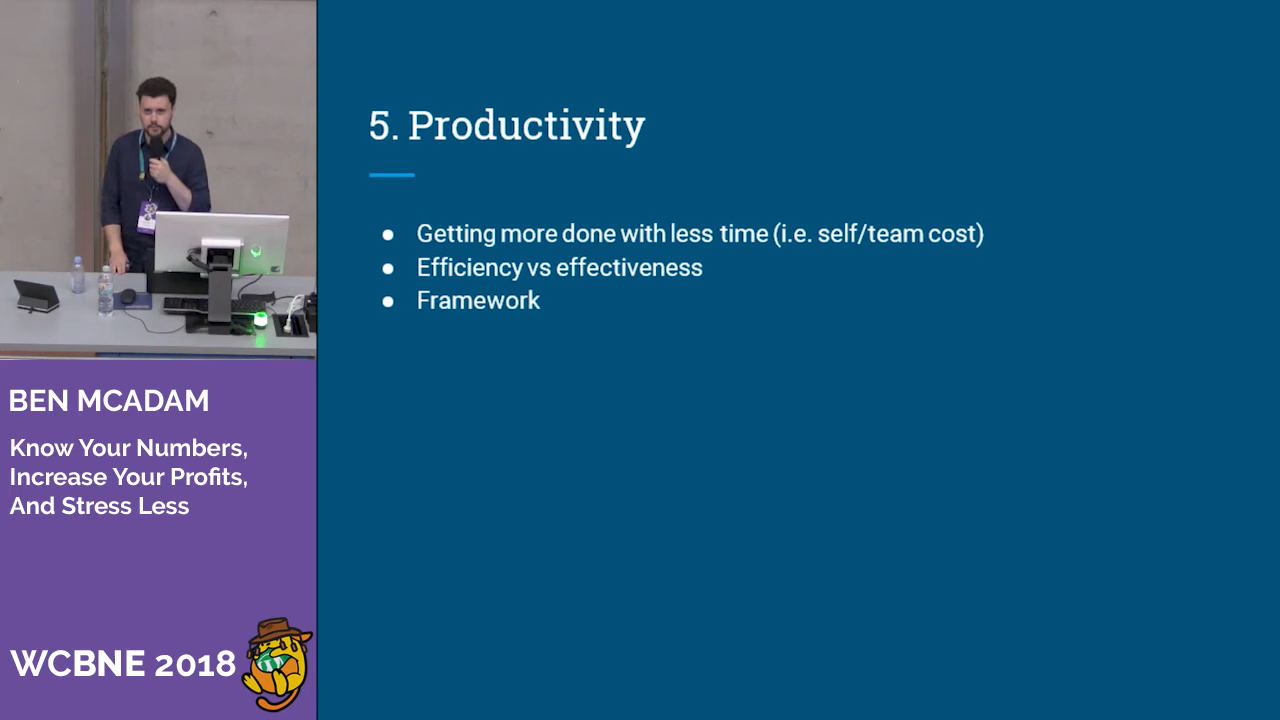 5. Productivity
● Getting more done with less time (i.e. self/team cost)
● Efficiency vs effectiveness
● Framework
BEN MCADAM
Know Your Numbers,
Increase Your Profits,
And Stress Less
WCBNE 2018